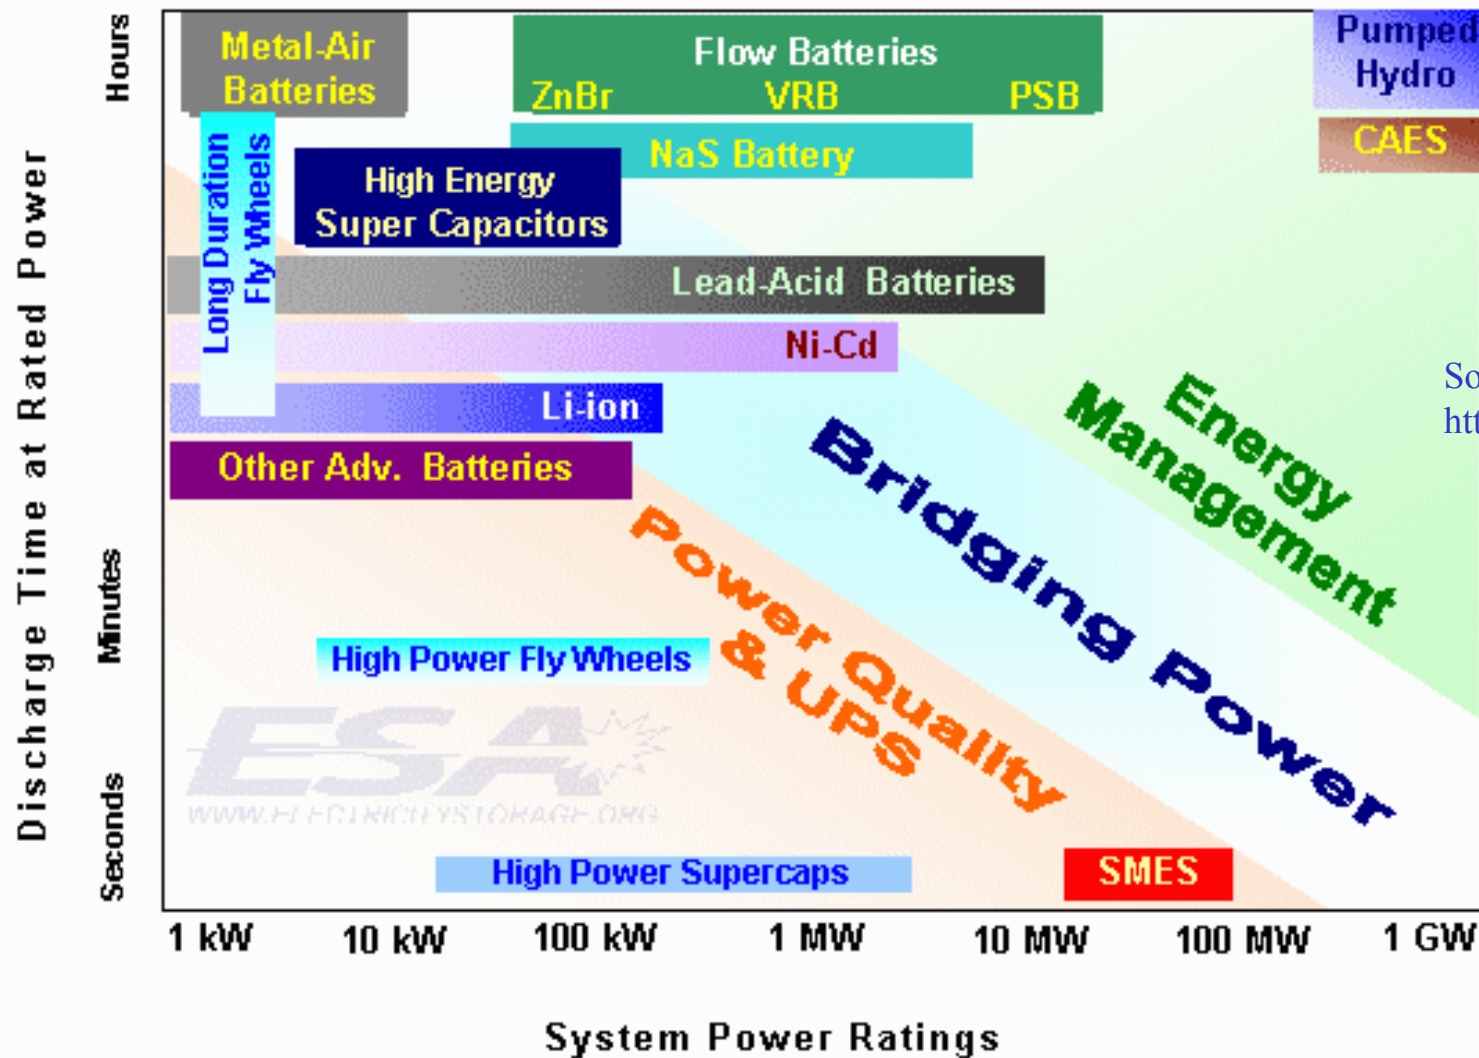 Hours
Minutes
Seconds
Discharge Time at Rated Power
Metal-Air
Batteries
Flow Batteries
ZnBr VRB PSB
Pumped
Hydro
CAES
NaS Battery
High Energy
Super Capacitors
Long Duration
Fly Wheels
Lead-Acid Batteries
Ni-Cd
Li-ion
Other Adv. Batteries
Energy
Management
Bridging Power
Power Quality
& UPS
High Power Fly Wheels
ESA
WWW.ELECTRICITYSTORAGE.ORG
High Power Supercaps
SMES
1 kW 10 kW 100 kW 1 MW 10 MW 100 MW 1 GW
System Power Ratings